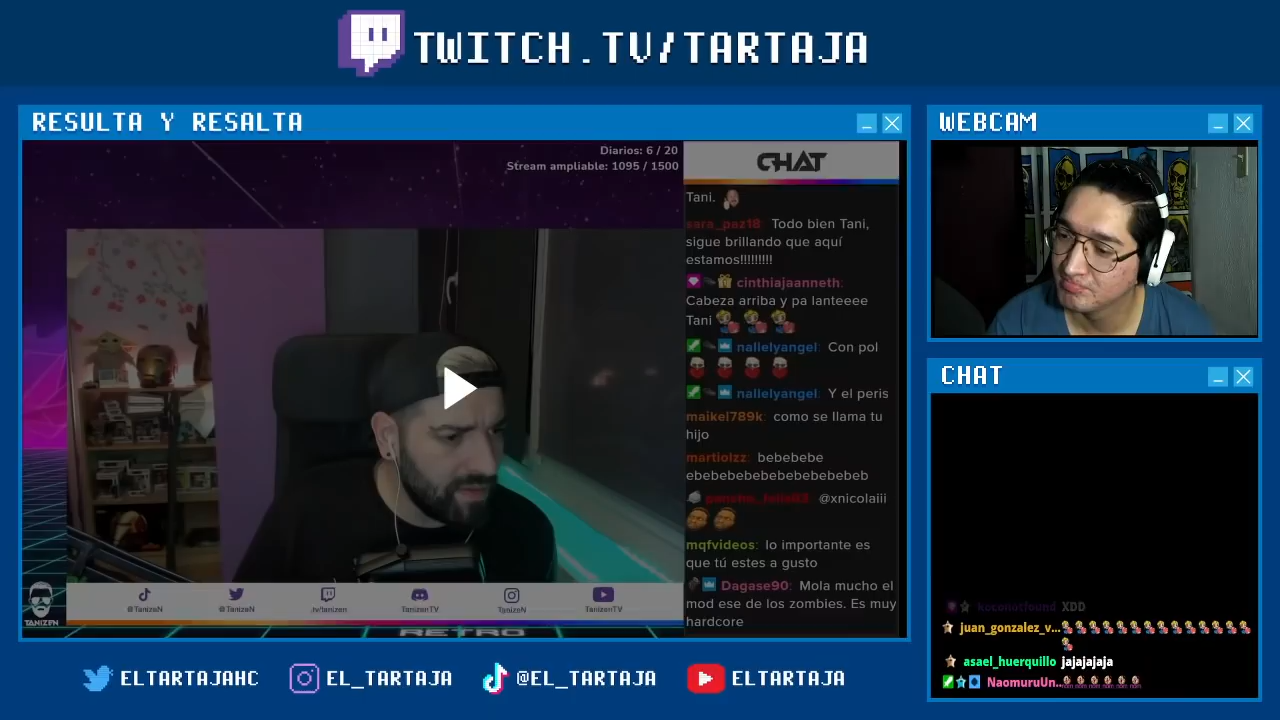 TWITCH.TV/TARTAJA
RESULTA Y RESALTA
Diarios: 6 / 20
Stream ampliable: 1095 / 1500
CHAT
Tani.
sara_paz18: Todo bien Tani,
sigue brillando que aquí
estamos!!!!!!!!!
cinthiajaanneth:
Cabeza arriba y pa lanteeee
Tani
nallelyangel: Con pol
nallelyangel: Y el peris
maikel789k: como se llama tu
hijo
martiolzz: bebebebe
ebebebebebebebebebebeb
@xnicolaiii
mqfvideos: lo importante es
que tú estes a gusto
Dagase90: Mola mucho el
mod ese de los zombies. Es muy
hardcore
TANIZEN
@TanizeN
@TanizeN
.tv/tanizen
TanizenTV
TanizeN
TanizenTV
RETRO
WEBCAM
CHAT
koconotfound XDD
juan_gonzalez_v...
asael_huerquillo jajajajaja
NaomuruUn...
ELTARTAJAHC
EL_TARTAJA
@EL_TARTAJA
ELTARTAJA